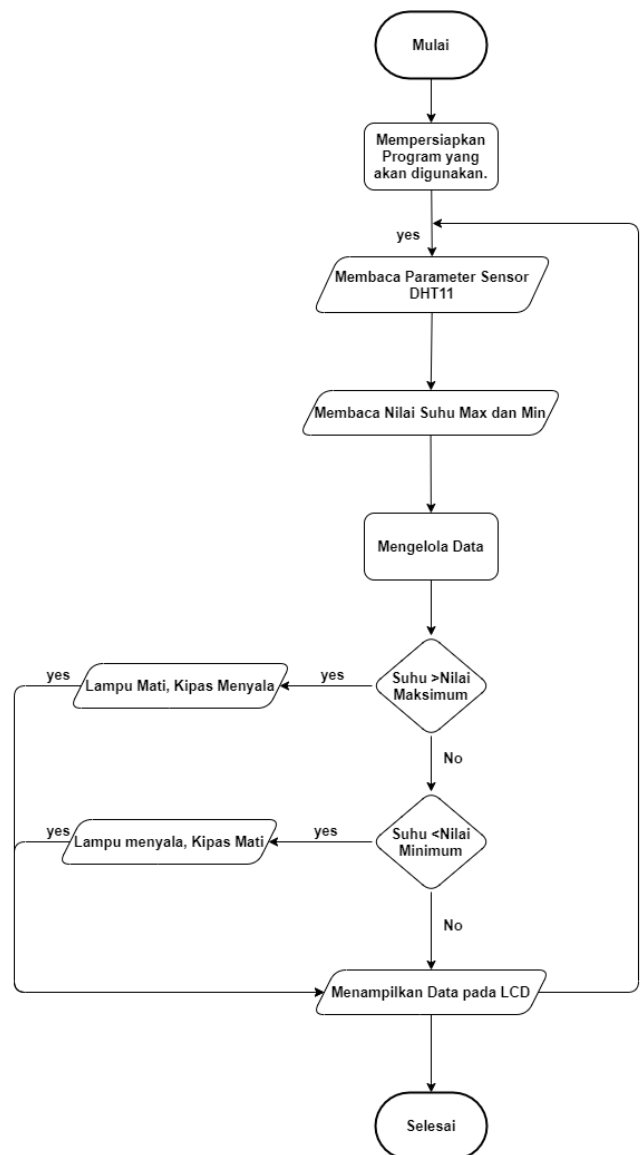 Mulai
Mempersiapkan
Program yang
akan digunakan.
yes
Membaca Parameter Sensor
DHT11
Membaca Nilai Suhu Max dan Min
Mengelola Data
yes
Lampu Mati, Kipas Menyala
yes
Suhu >Nilai
Maksimum
No
yes
Lampu menyala, Kipas Mati
yes
Suhu <Nilai
Minimum
No
Menampilkan Data pada LCD
Selesai